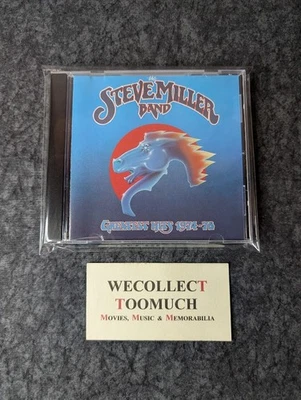 THE
STEVE MILLER
BAND
GREATEST HITS 1974-78
WECOLLECT
TOOMUCH
MOVIES, MUSIC & MEMORABILIA